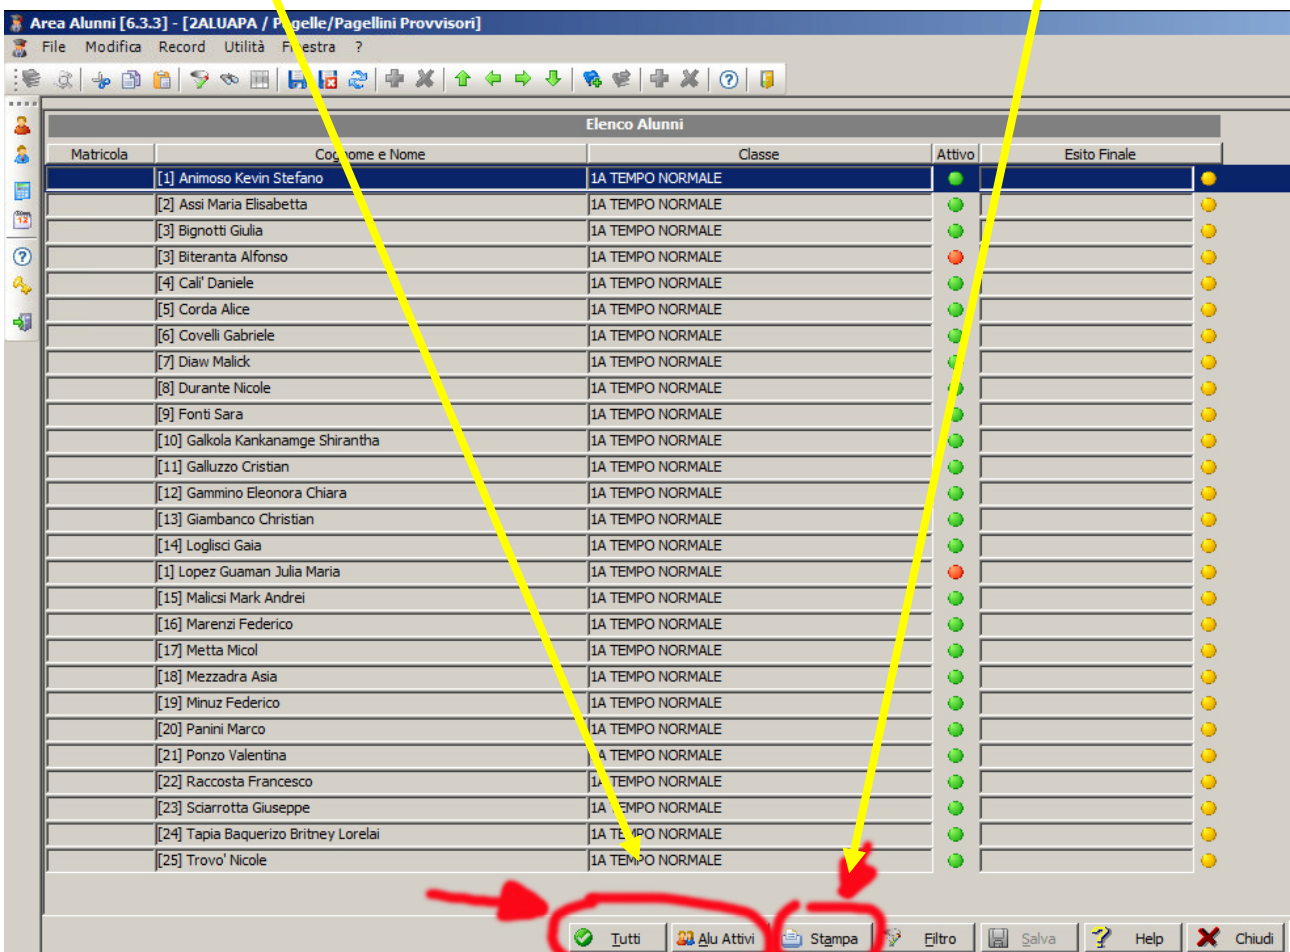 Area Alunni [6.3.3] - [2ALUAPA / Pagelle/Pagellini Provvisori]
File Modifica Record Utilità Finestra ?
Elenco Alunni
Matricola Cognome e Nome Classe Attivo Esito Finale
[1] Animoso Kevin Stefano 1A TEMPO NORMALE
[2] Assi Maria Elisabetta 1A TEMPO NORMALE
[3] Bignotti Giulia 1A TEMPO NORMALE
[3] Biteranta Alfonso 1A TEMPO NORMALE
[4] Cali' Daniele 1A TEMPO NORMALE
[5] Corda Alice 1A TEMPO NORMALE
[6] Covelli Gabriele 1A TEMPO NORMALE
[7] Diaw Malick 1A TEMPO NORMALE
[8] Durante Nicole 1A TEMPO NORMALE
[9] Fonti Sara 1A TEMPO NORMALE
[10] Galkola Kankanamge Shirantha 1A TEMPO NORMALE
[11] Galluzzo Cristian 1A TEMPO NORMALE
[12] Gammino Eleonora Chiara 1A TEMPO NORMALE
[13] Giambanco Christian 1A TEMPO NORMALE
[14] Loglisci Gaia 1A TEMPO NORMALE
[1] Lopez Guaman Julia Maria 1A TEMPO NORMALE
[15] Malicsi Mark Andrei 1A TEMPO NORMALE
[16] Marenzi Federico 1A TEMPO NORMALE
[17] Metta Micol 1A TEMPO NORMALE
[18] Mezzadra Asia 1A TEMPO NORMALE
[19] Minuz Federico 1A TEMPO NORMALE
[20] Panini Marco 1A TEMPO NORMALE
[21] Ponzo Valentina 1A TEMPO NORMALE
[22] Raccosta Francesco 1A TEMPO NORMALE
[23] Sciarrotta Giuseppe 1A TEMPO NORMALE
[24] Tapia Baquerizo Britney Lorelai 1A TEMPO NORMALE
[25] Trovo' Nicole 1A TEMPO NORMALE
Tutti Alu Attivi Stampa Filtro Salva Help Chiudi